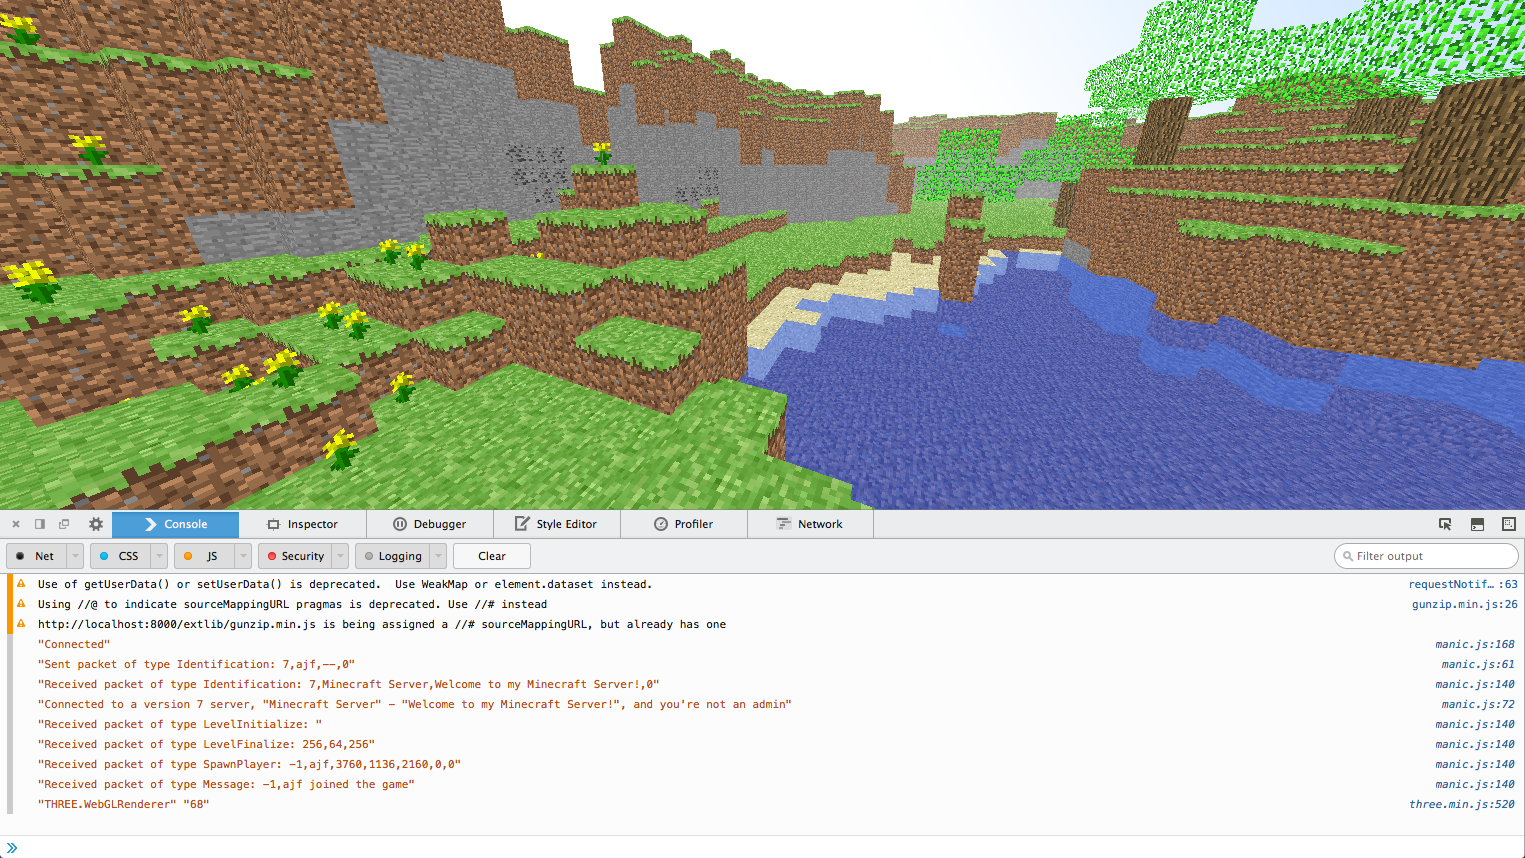 Console Inspector Debugger Style Editor Profiler Network
Net CSS JS Security Logging Clear Filter output
Use of getUserData() or setUserData() is deprecated.  Use WeakMap or element.dataset instead. requestNotif… :63
Using //@ to indicate sourceMappingURL pragmas is deprecated. Use //# instead gunzip.min.js:26
http://localhost:8000/extlib/gunzip.min.js is being assigned a //# sourceMappingURL, but already has one
"Connected" manic.js:168
"Sent packet of type Identification: 7,ajf,--,0" manic.js:61
"Received packet of type Identification: 7,Minecraft Server,Welcome to my Minecraft Server!,0" manic.js:140
"Connected to a version 7 server, "Minecraft Server" - "Welcome to my Minecraft Server!", and you're not an admin" manic.js:72
"Received packet of type LevelInitialize: " manic.js:140
"Received packet of type LevelFinalize: 256,64,256" manic.js:140
"Received packet of type SpawnPlayer: -1,ajf,3760,1136,2160,0,0" manic.js:140
"Received packet of type Message: -1,ajf joined the game" manic.js:140
"THREE.WebGLRenderer" "68" three.min.js:520